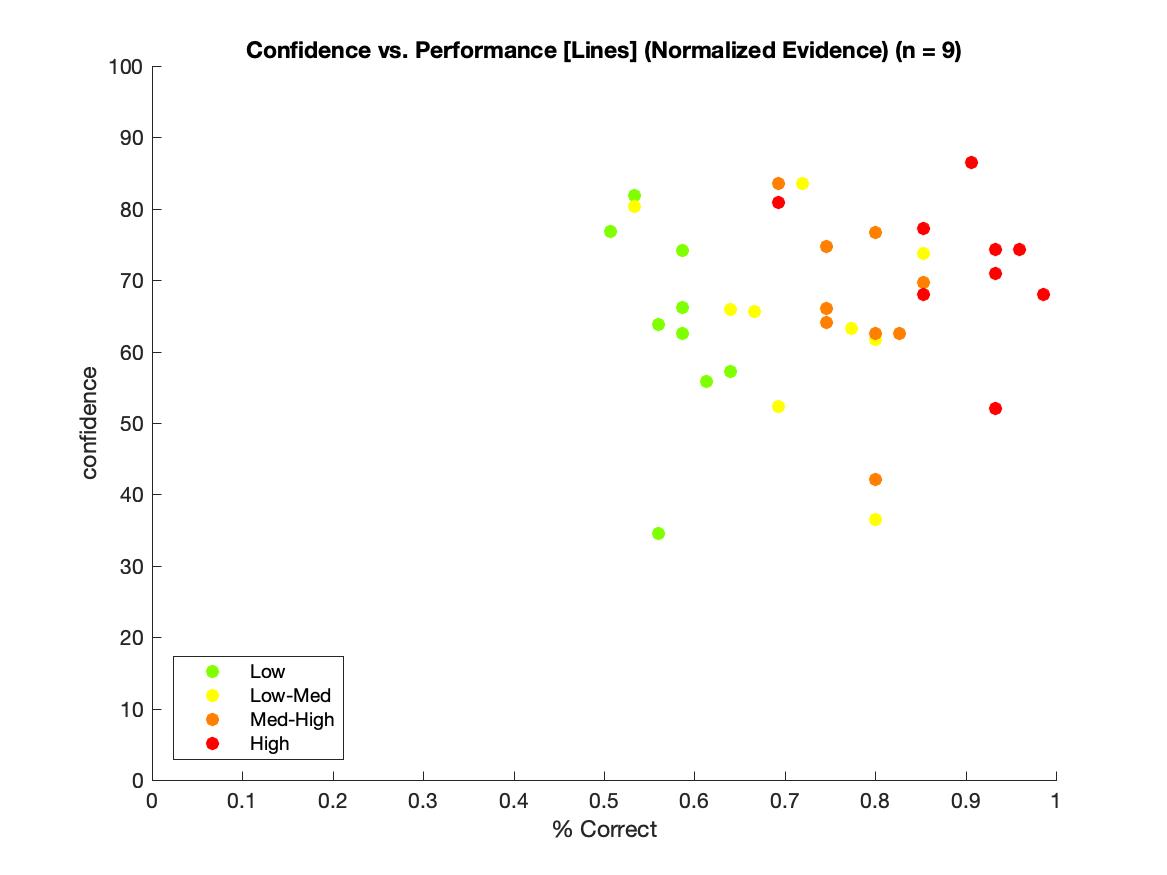 Confidence vs. Performance [Lines] (Normalized Evidence) (n = 9)
100
90
80
70
60
50
40
30
20
10
0
confidence
Low
Low-Med
Med-High
High
0 0.1 0.2 0.3 0.4 0.5 0.6 0.7 0.8 0.9 1
% Correct